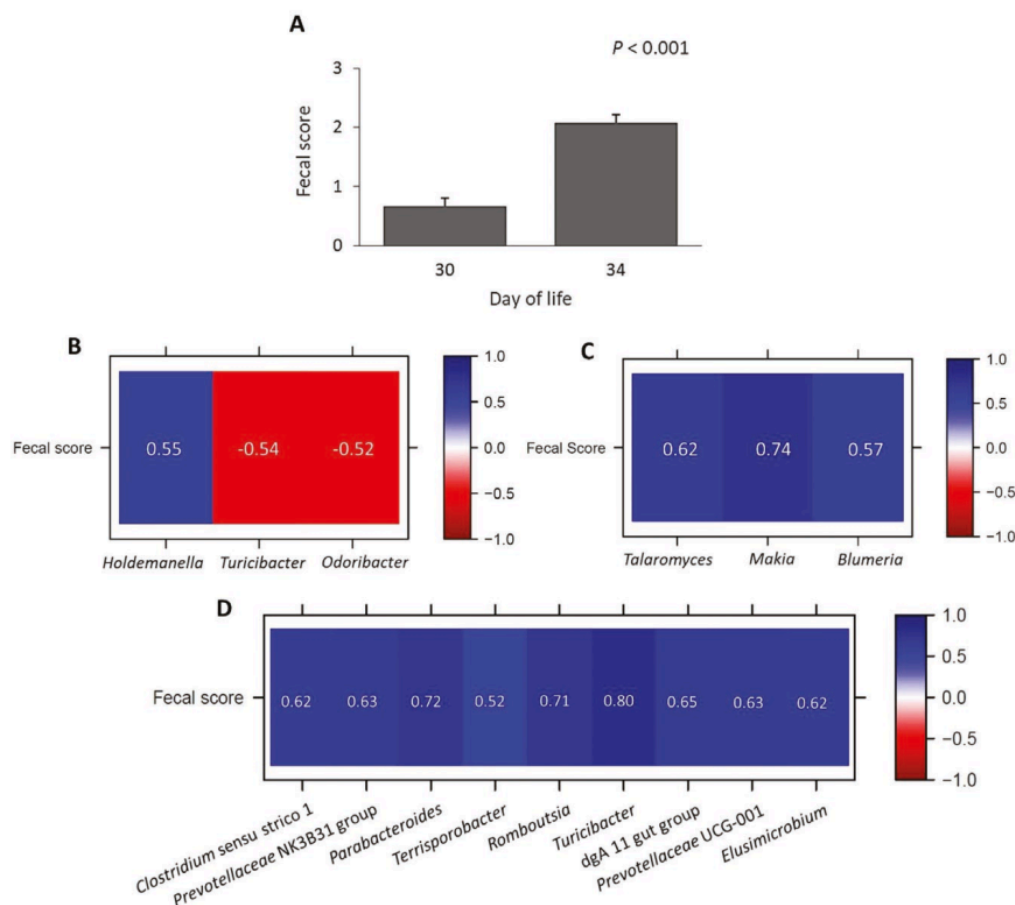 A
P < 0.001
3
2
1
0
Fecal score
30 34
Day of life
B
Fecal score
0.55 -0.54 -0.52
Holdemanella Turicibacter Odoribacter
1.0
0.5
0.0
−0.5
−1.0
C
Fecal Score
0.62 0.74 0.57
Talaromyces Makia Blumeria
1.0
0.5
0.0
−0.5
−1.0
D
Fecal score
0.62 0.63 0.72 0.52 0.71 0.80 0.65 0.63 0.62
Clostridium sensu strico 1
Prevotellaceae NK3B31 group
Parabacteroides
Terrisporobacter
Romboutsia
Turicibacter
dgA 11 gut group
Prevotellaceae UCG-001
Elusimicrobium
1.0
0.5
0.0
−0.5
−1.0